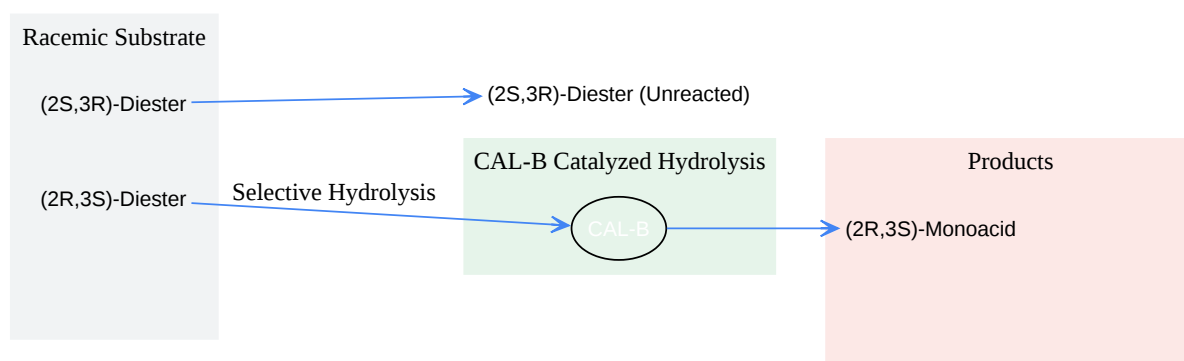 Racemic Substrate
(2S,3R)-Diester
(2S,3R)-Diester (Unreacted)
(2R,3S)-Diester
Selective Hydrolysis
CAL-B Catalyzed Hydrolysis
CAL-B
Products
(2R,3S)-Monoacid